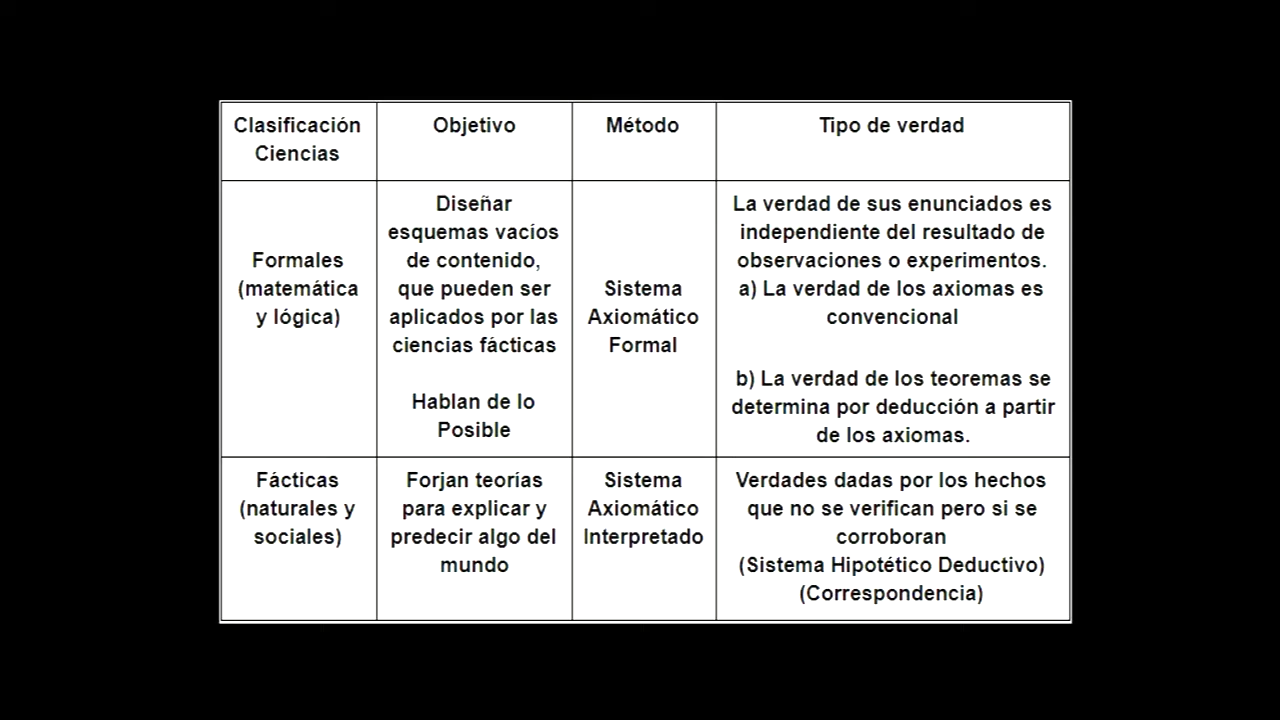 Clasificación
Ciencias
Objetivo
Método
Tipo de verdad
Formales
(matemática
y lógica)
Diseñar
esquemas vacíos
de contenido,
que pueden ser
aplicados por las
ciencias fácticas
Hablan de lo
Posible
Sistema
Axiomático
Formal
La verdad de sus enunciados es
independiente del resultado de
observaciones o experimentos.
a) La verdad de los axiomas es
convencional
b) La verdad de los teoremas se
determina por deducción a partir
de los axiomas.
Fácticas
(naturales y
sociales)
Forjan teorías
para explicar y
predecir algo del
mundo
Sistema
Axiomático
Interpretado
Verdades dadas por los hechos
que no se verifican pero si se
corroboran
(Sistema Hipotético Deductivo)
(Correspondencia)